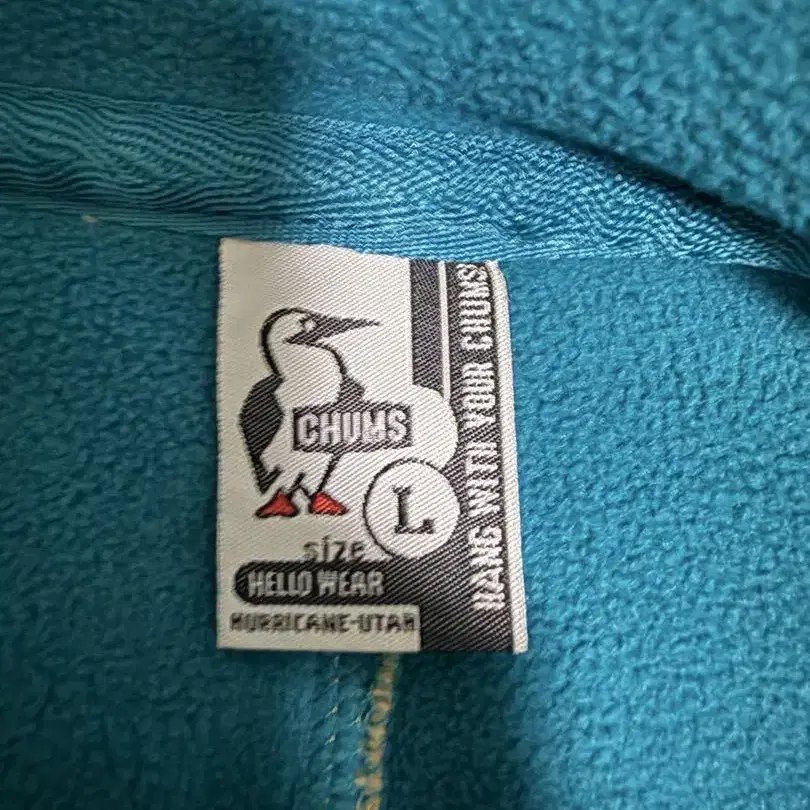 CHUMS
L
size
HELLO WEAR
HURRICANE-UTAH
HANG WITH YOUR CHUMS!